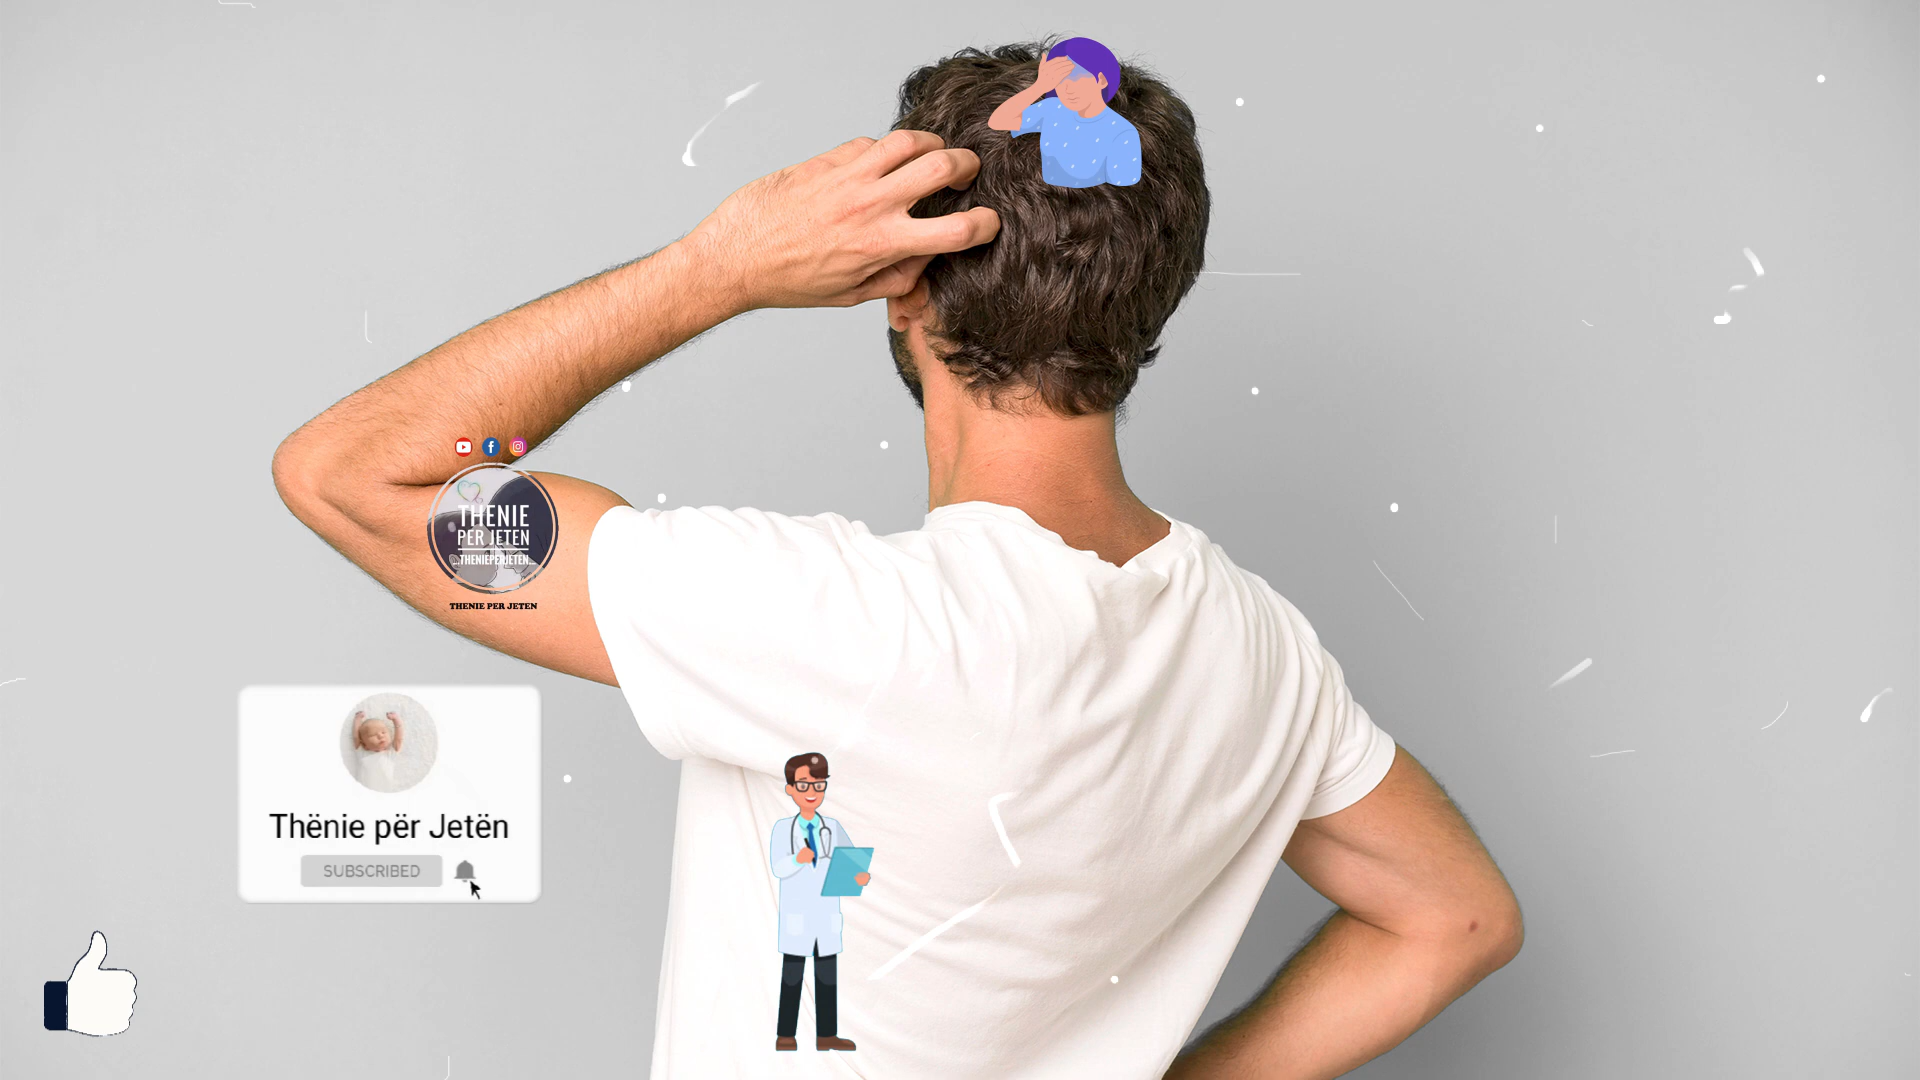 THENIE
PER JETEN
...THENIEPERJETEN...
THENIE PER JETEN
Thënie për Jetën
SUBSCRIBED